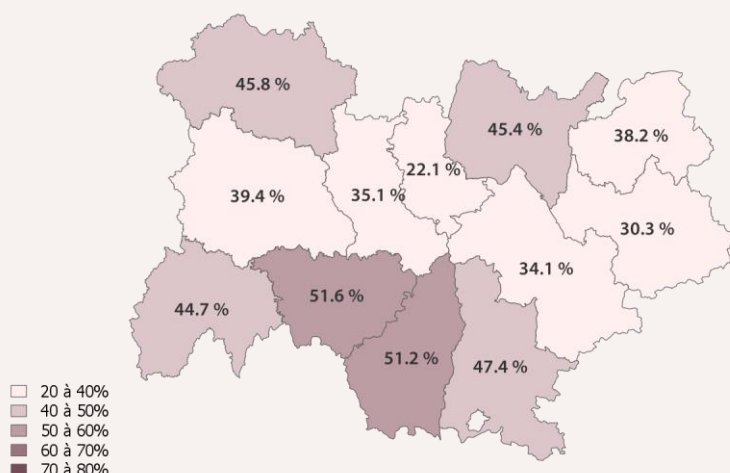 45.8 %
45.4 %
38.2 %
22.1 %
39.4 %
35.1 %
30.3 %
34.1 %
51.6 %
44.7 %
51.2 %
47.4 %
20 à 40%
40 à 50%
50 à 60%
60 à 70%
70 à 80%